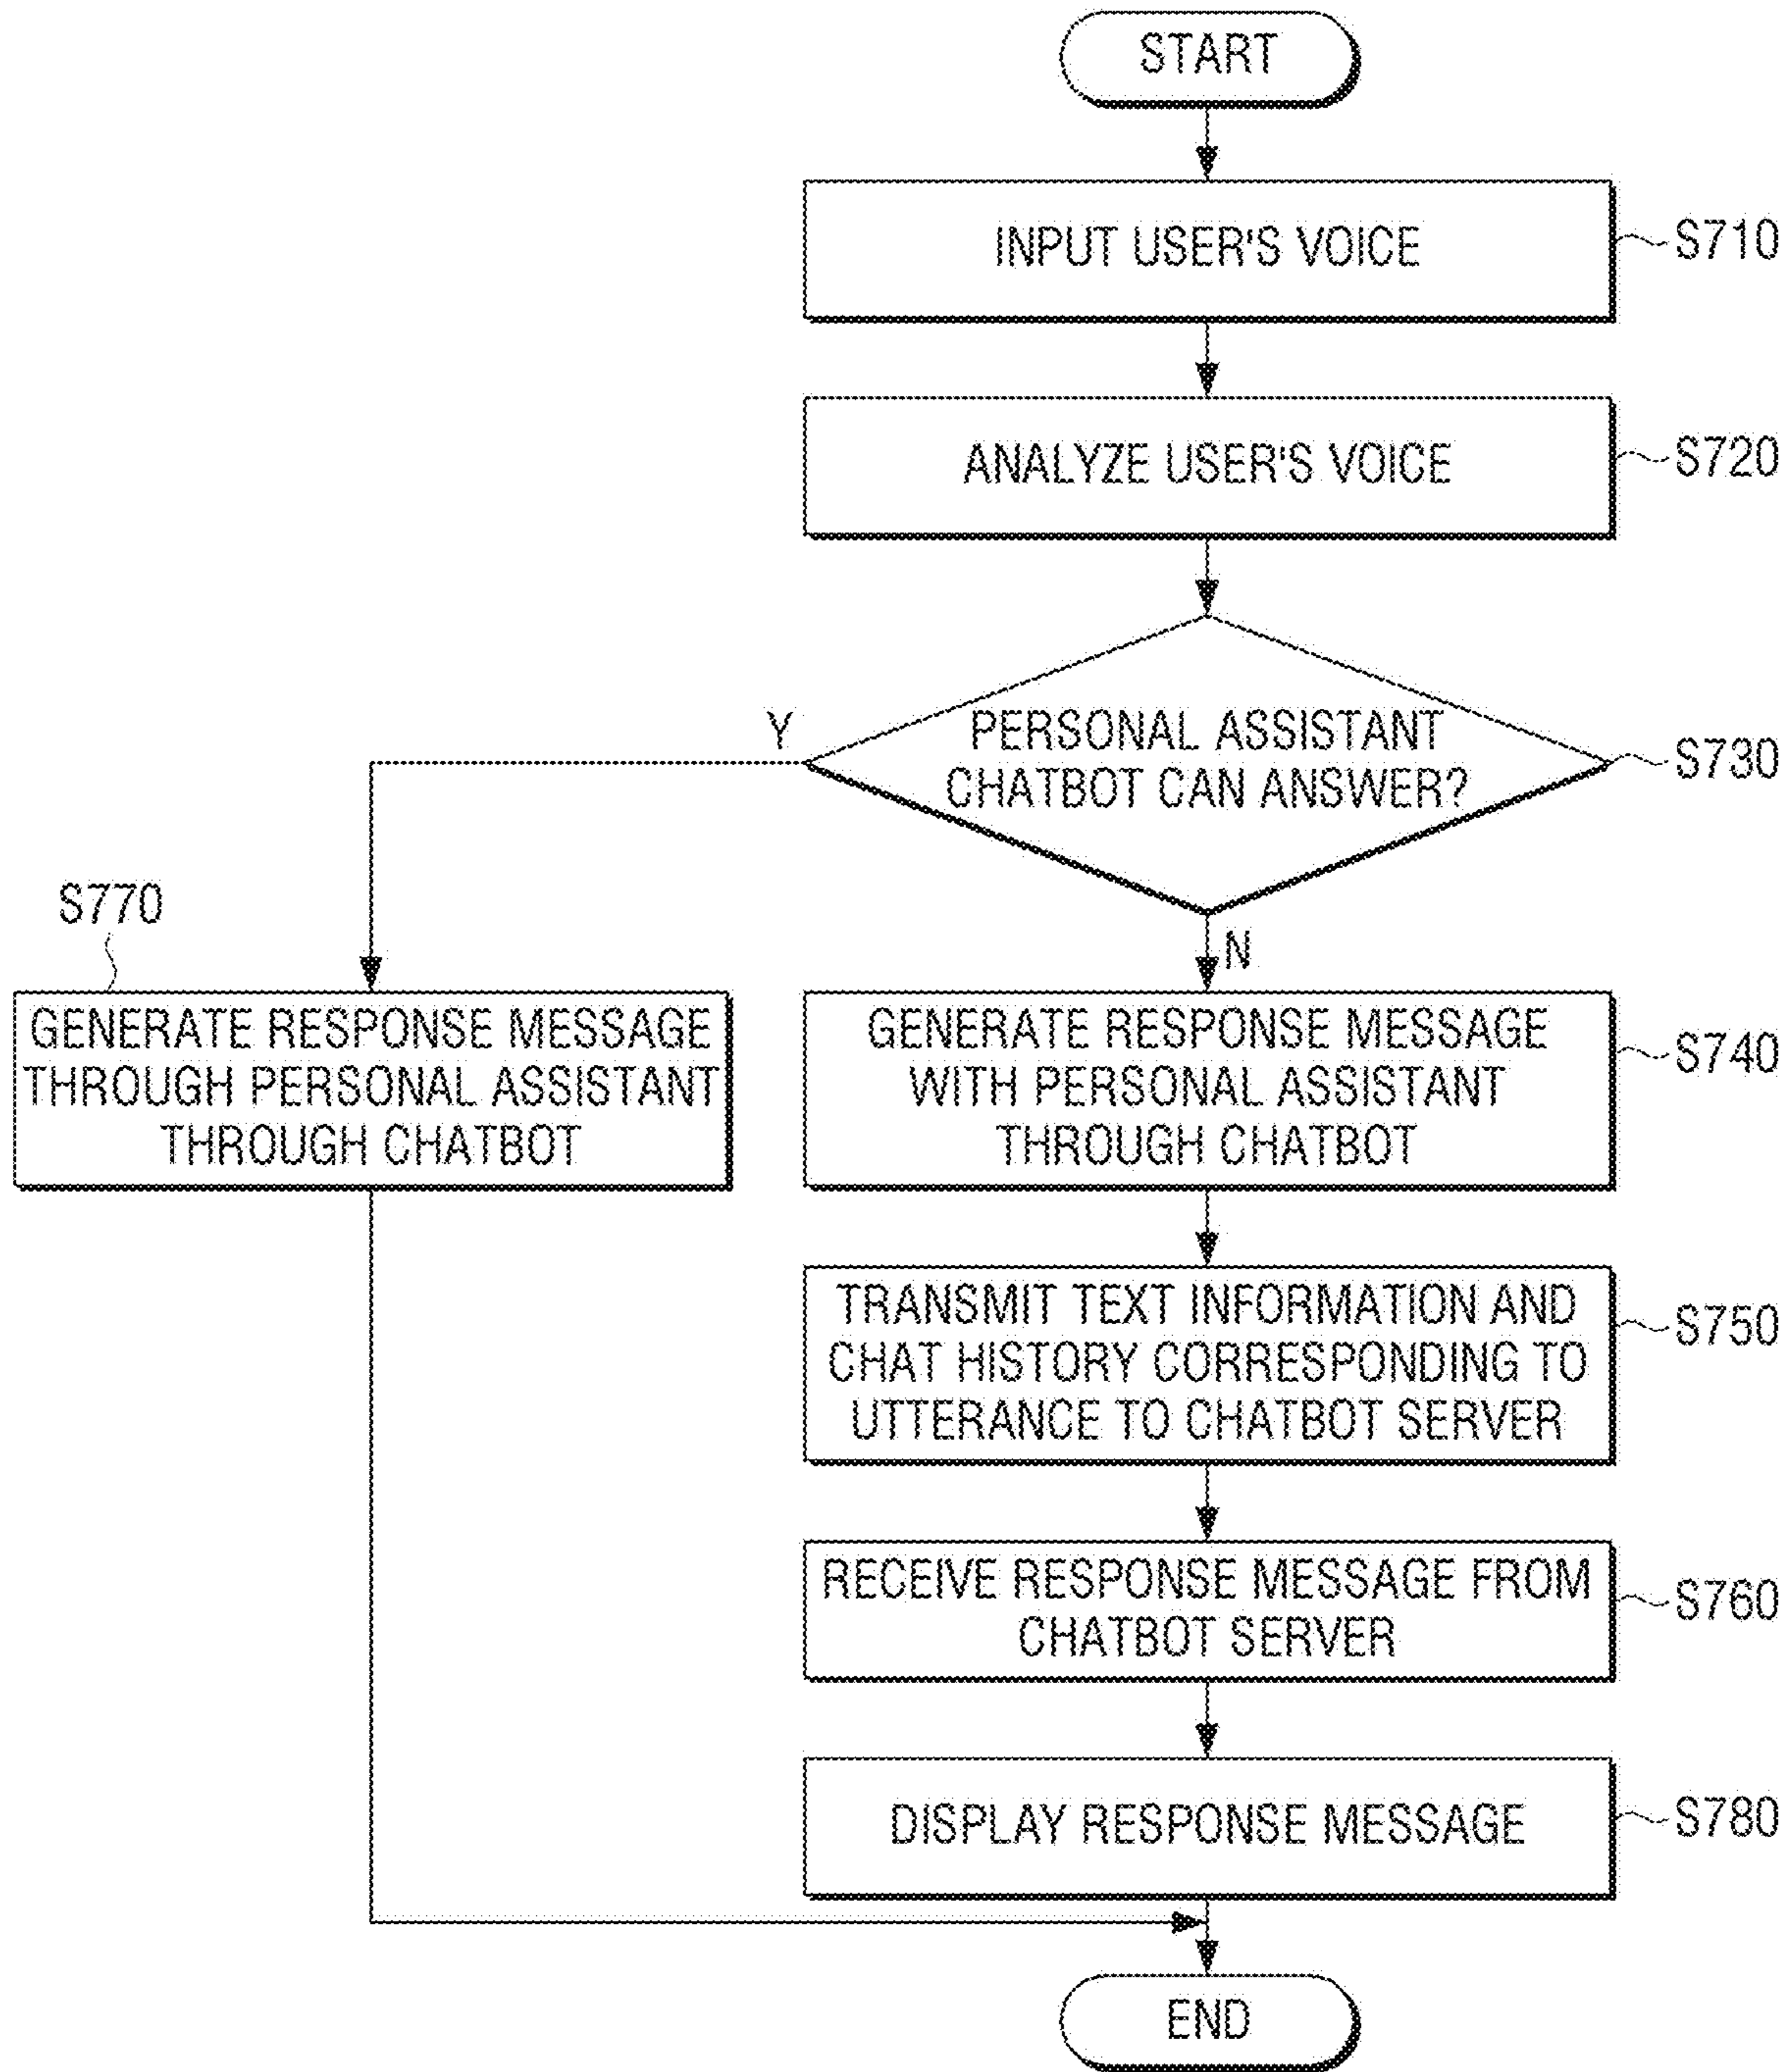 START
INPUT USER'S VOICE
S710
ANALYZE USER'S VOICE
S720
Y
PERSONAL ASSISTANT
CHATBOT CAN ANSWER?
S730
S770
N
GENERATE RESPONSE MESSAGE
THROUGH PERSONAL ASSISTANT
THROUGH CHATBOT
GENERATE RESPONSE MESSAGE
WITH PERSONAL ASSISTANT
THROUGH CHATBOT
S740
TRANSMIT TEXT INFORMATION AND
CHAT HISTORY CORRESPONDING TO
UTTERANCE TO CHATBOT SERVER
S750
RECEIVE RESPONSE MESSAGE FROM
CHATBOT SERVER
S760
DISPLAY RESPONSE MESSAGE
S780
END